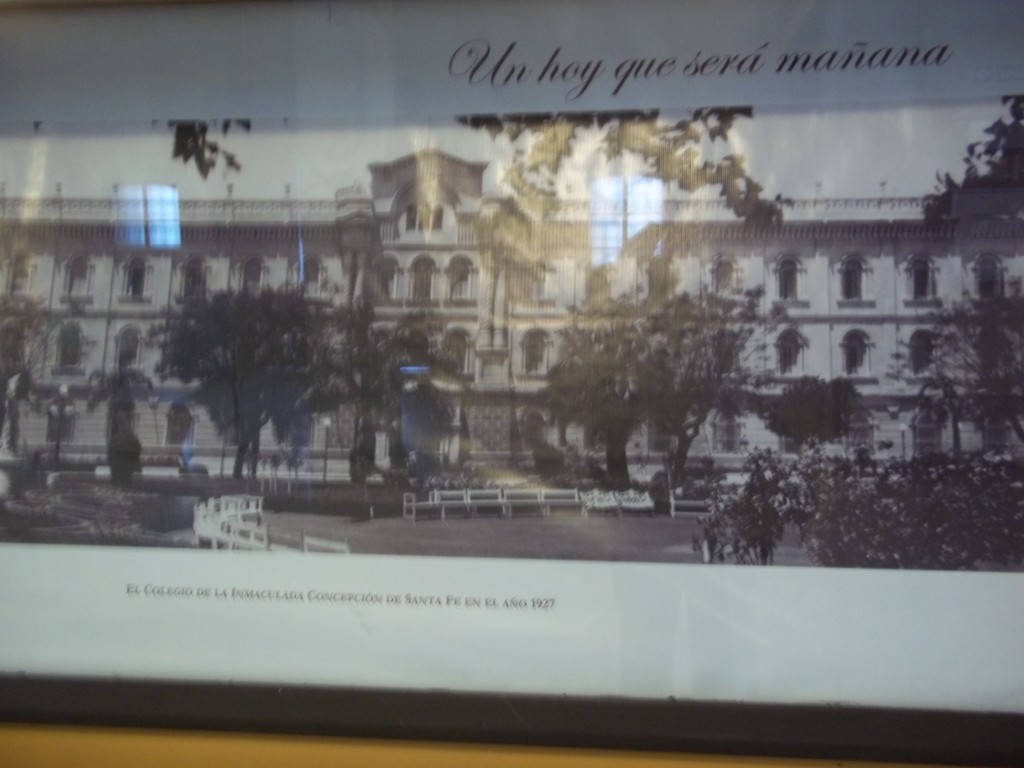 Un hoy que será mañana
El Colegio de la Inmaculada Concepción de Santa Fe en el año 1927